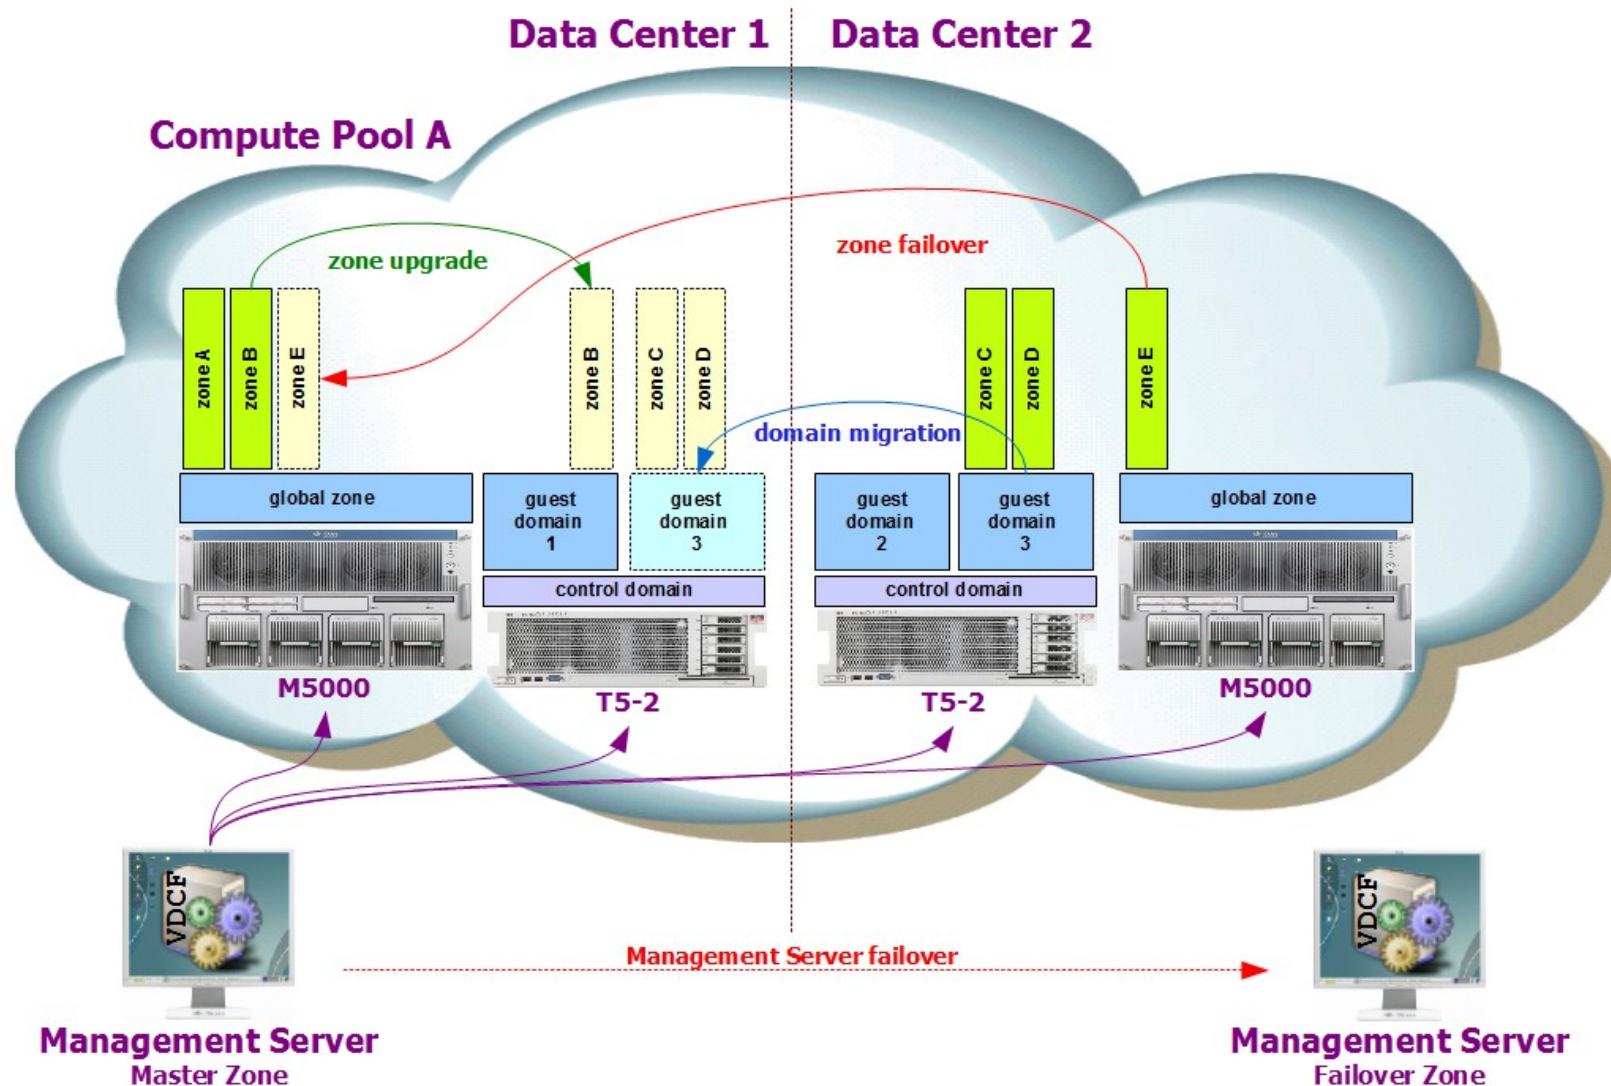 Data Center 1
Data Center 2
Compute Pool A
zone upgrade
zone failover
zone A
zone B
zone E
zone B
zone C
zone D
zone C
zone D
zone E
domain migration
global zone
guest
domain
1
guest
domain
3
guest
domain
2
guest
domain
3
global zone
control domain
control domain
M5000
T5-2
T5-2
M5000
VDCF
VDCF
Management Server failover
Management Server
Master Zone
Management Server
Failover Zone